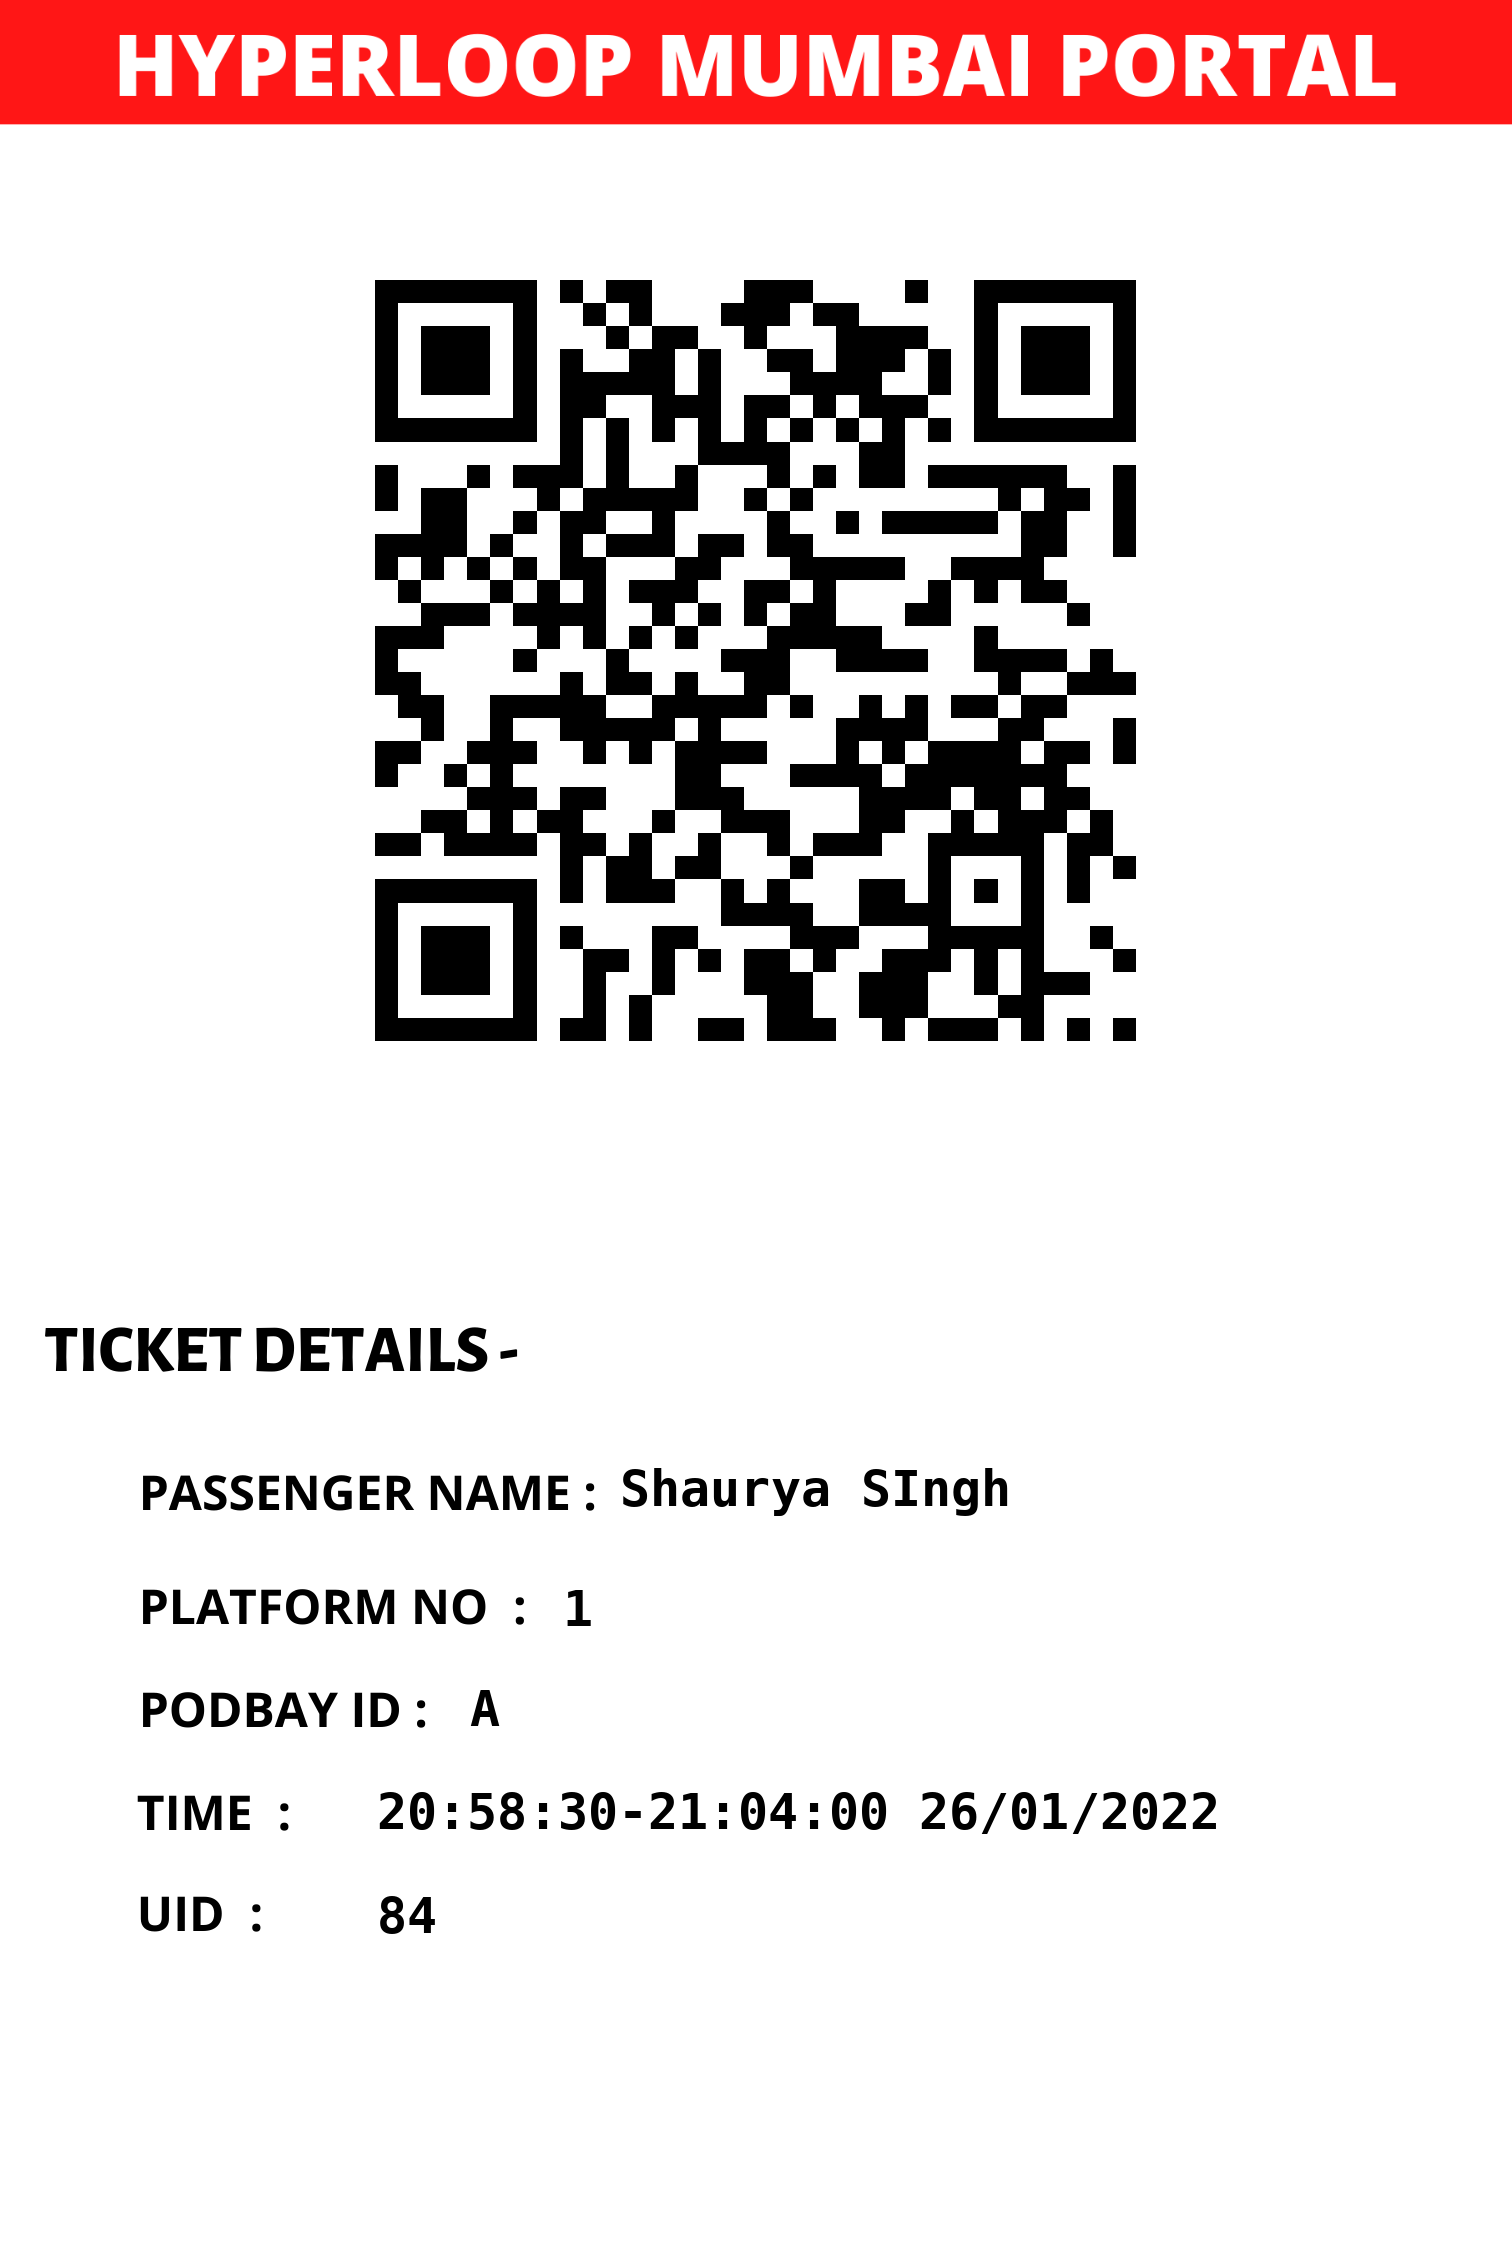 HYPERLOOP MUMBAI PORTAL
TICKET DETAILS -
PASSENGER NAME : Shaurya SIngh
PLATFORM NO : 1
PODBAY ID : A
TIME : 20:58:30-21:04:00 26/01/2022
UID : 84